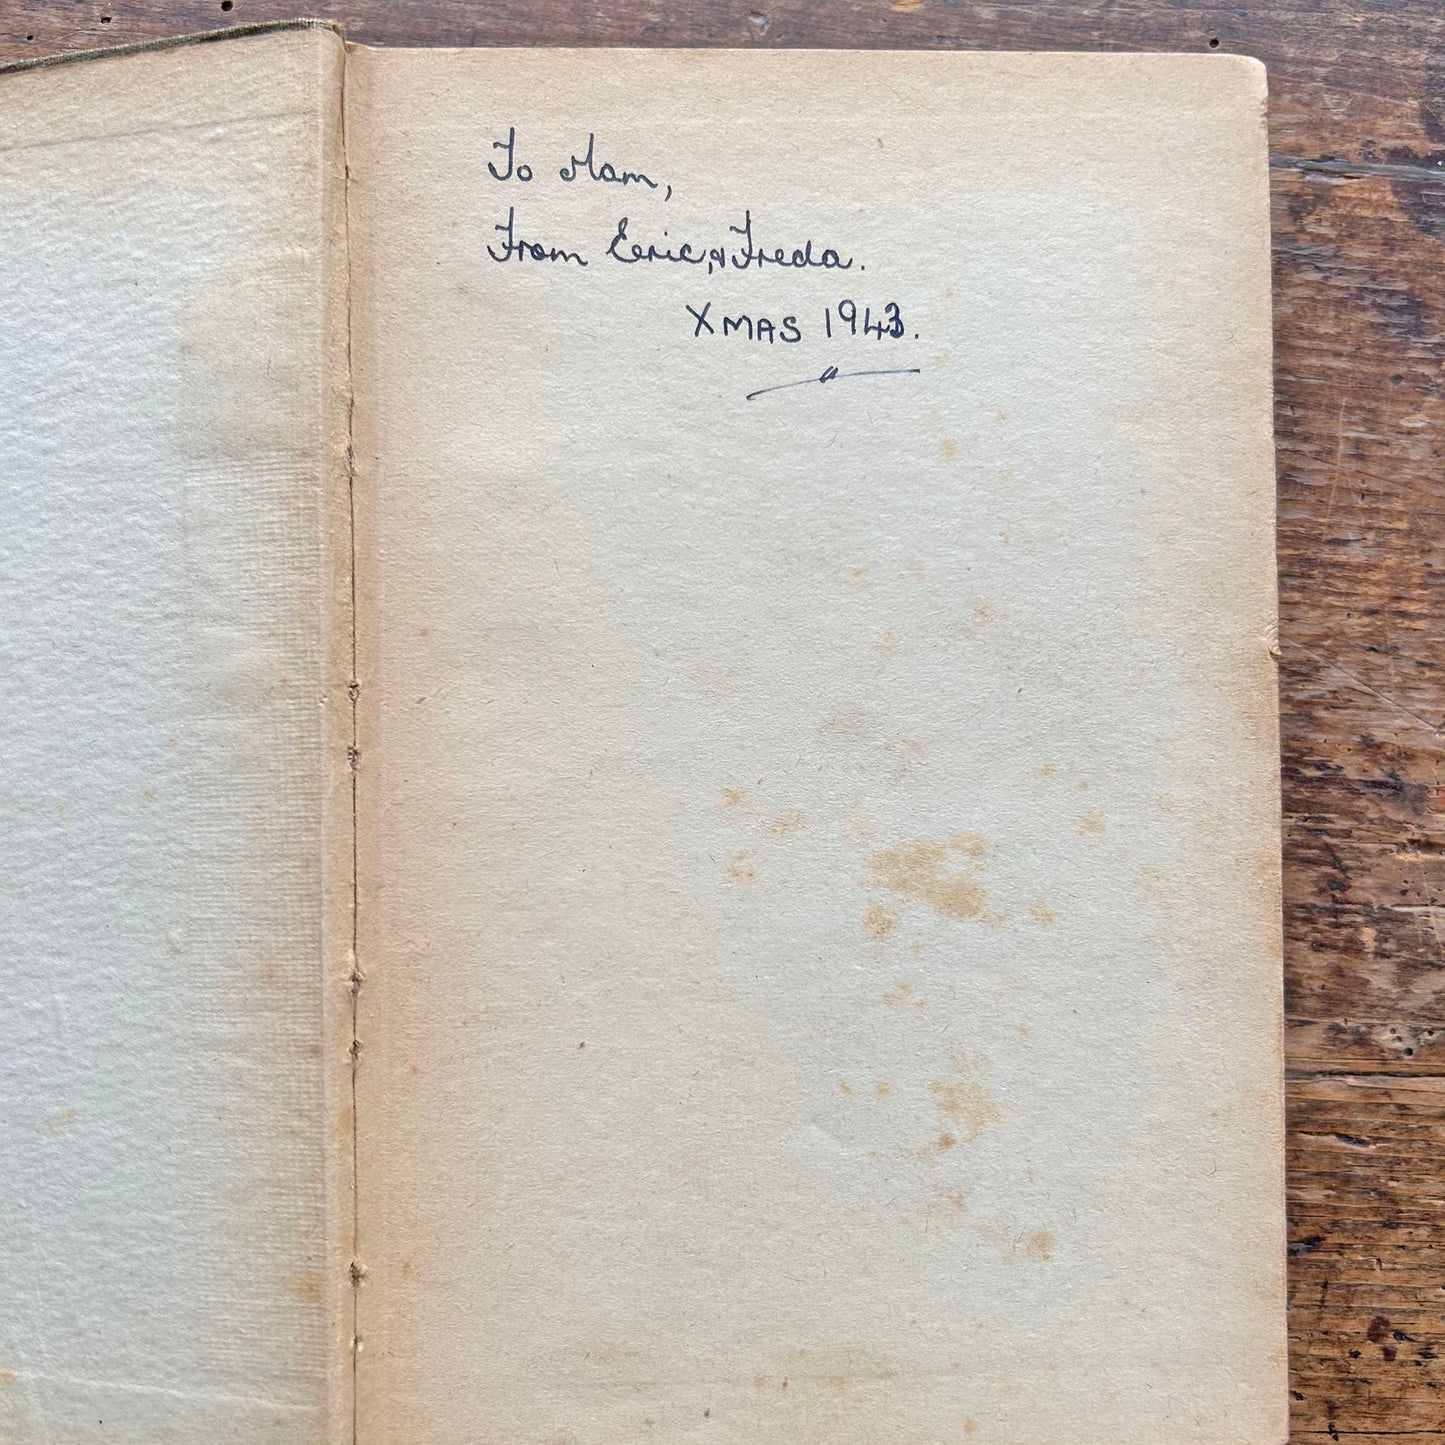 To Mam,
From Eric, & Freda.
XMAS 1943.